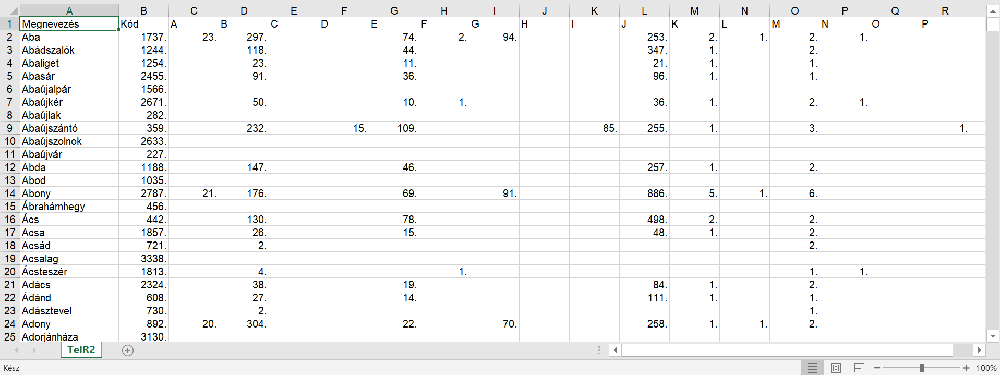 A B C D E F G H I J K L M N O P Q R
1 Megnevezés Kód A B C D E F G H I J K L M N O P
2 Aba 1737. 23. 297. 74. 2. 94. 253. 2. 1. 2. 1.
3 Abádszalók 1244. 118. 44. 347. 1. 2.
4 Abaliget 1254. 23. 11. 21. 1. 1.
5 Abasár 2455. 91. 36. 96. 1. 1.
6 Abaújalpár 1566.
7 Abaújkér 2671. 50. 10. 1. 36. 1. 2. 1.
8 Abaújlak 282.
9 Abaújszántó 359. 232. 15. 109. 85. 255. 1. 3. 1.
10 Abaújszolnok 2633.
11 Abaújvár 227.
12 Abda 1188. 147. 46. 257. 1. 2.
13 Abod 1035.
14 Abony 2787. 21. 176. 69. 91. 886. 5. 1. 6.
15 Ábrahámhegy 456.
16 Ács 442. 130. 78. 498. 2. 2.
17 Acsa 1857. 26. 15. 48. 1. 2.
18 Acsád 721. 2. 2.
19 Acsalag 3338.
20 Ácsteszér 1813. 4. 1. 1. 1.
21 Adács 2324. 38. 19. 84. 1. 2.
22 Ádánd 608. 27. 14. 111. 1. 1.
23 Adásztevel 730. 2. 1.
24 Adony 892. 20. 304. 22. 70. 258. 1. 1. 2.
25 Adorjánháza 3130.
TeIR2
Kész 100%